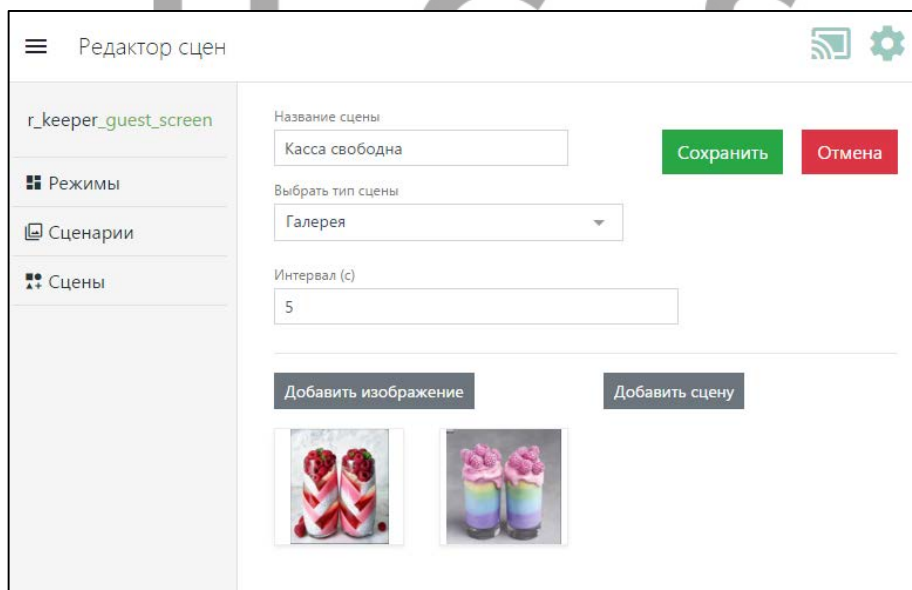 Редактор сцен
r_keeper_guest_screen
Режимы
Сценарии
Сцены
Название сцены
Касса свободна
Сохранить
Отмена
Выбрать тип сцены
Галерея
Интервал (с)
5
Добавить изображение
Добавить сцену